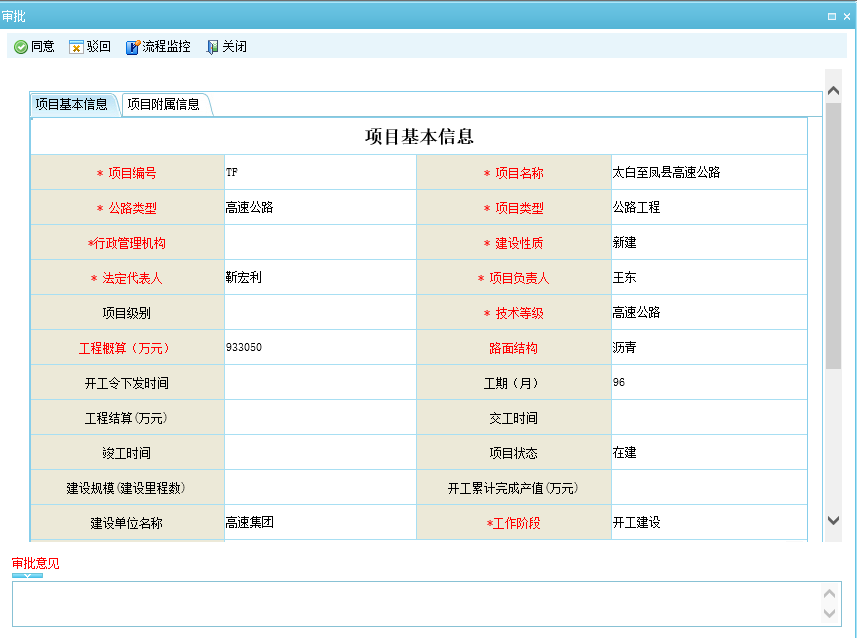 审批
同意 驳回 流程监控 关闭
项目基本信息 项目附属信息
项目基本信息
* 项目编号 TF * 项目名称 太白至凤县高速公路
* 公路类型 高速公路 * 项目类型 公路工程
*行政管理机构 * 建设性质 新建
* 法定代表人 靳宏利 * 项目负责人 王东
项目级别 * 技术等级 高速公路
工程概算（万元） 933050 路面结构 沥青
开工令下发时间 工期（月） 96
工程结算(万元) 交工时间
竣工时间 项目状态 在建
建设规模(建设里程数) 开工累计完成产值(万元)
建设单位名称 高速集团 *工作阶段 开工建设
审批意见